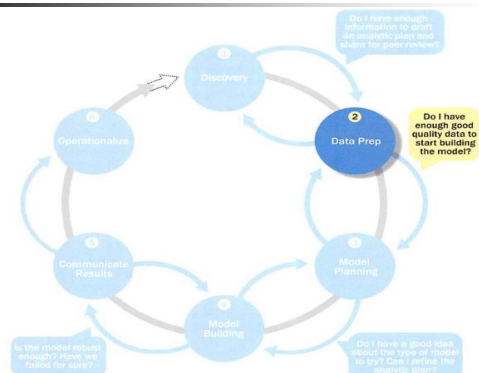 Do I have enough
information to draft
an analytic plan and
share for peer review?
1
Discovery
2
Data Prep
Do I have
enough good
quality data to
start building
the model?
6
Operationalize
3
Model
Planning
5
Communicate
Results
4
Model
Building
Is the model robust
enough? Have we
failed for sure?
Do I have a good idea
about the type of model
to try? Can I refine the
analytic plan?